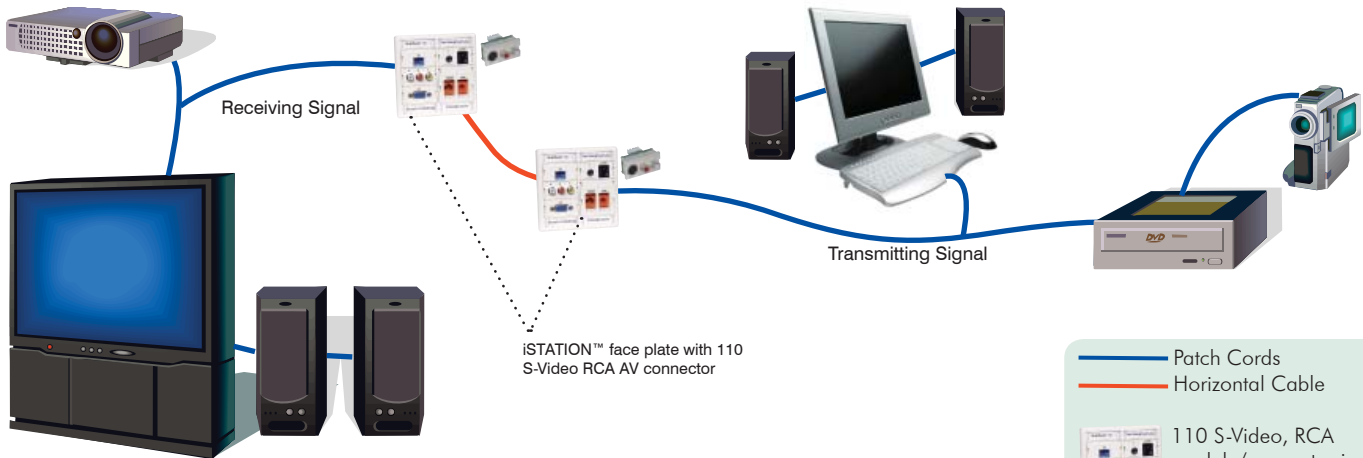 Receiving Signal
Transmitting Signal
DVD
iSTATION™ face plate with 110
S-Video RCA AV connector
Patch Cords
Horizontal Cable
110 S-Video, RCA